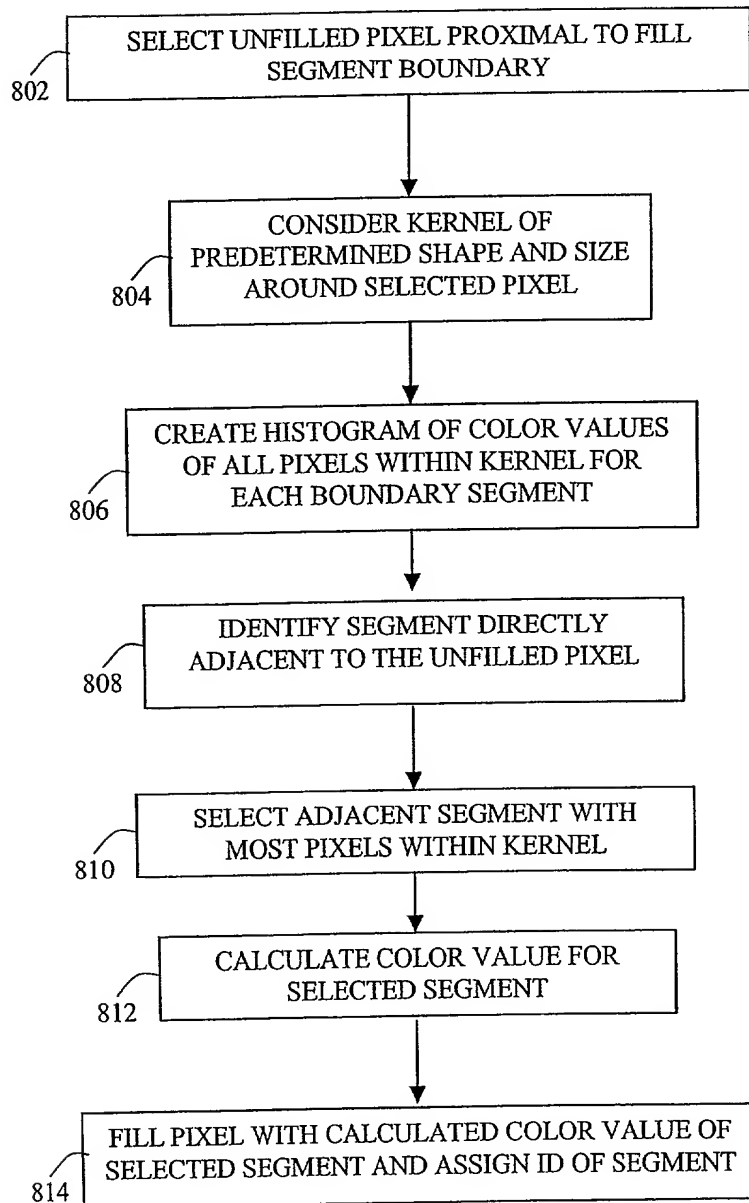 SELECT UNFILLED PIXEL PROXIMAL TO FILL
SEGMENT BOUNDARY
802
CONSIDER KERNEL OF
PREDETERMINED SHAPE AND SIZE
AROUND SELECTED PIXEL
804
CREATE HISTOGRAM OF COLOR VALUES
OF ALL PIXELS WITHIN KERNEL FOR
EACH BOUNDARY SEGMENT
806
IDENTIFY SEGMENT DIRECTLY
ADJACENT TO THE UNFILLED PIXEL
808
SELECT ADJACENT SEGMENT WITH
MOST PIXELS WITHIN KERNEL
810
CALCULATE COLOR VALUE FOR
SELECTED SEGMENT
812
FILL PIXEL WITH CALCULATED COLOR VALUE OF
SELECTED SEGMENT AND ASSIGN ID OF SEGMENT
814